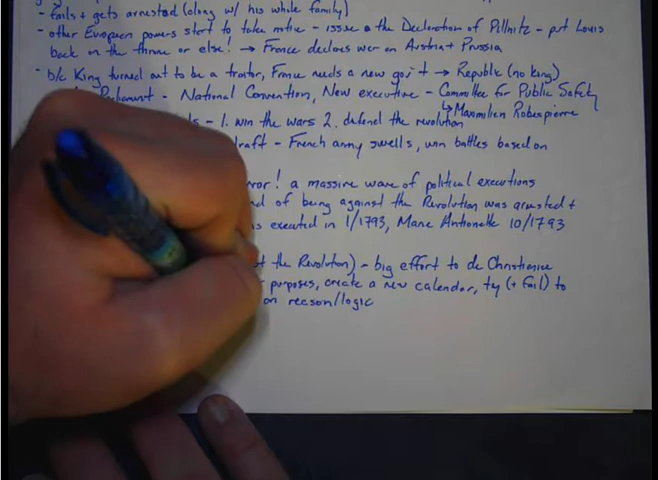 - fails + gets arrested (along w/ his while family)
- other European powers start to take notice - issue the Declaration of Pillnitz - put Louis
back on the throne or else! → France declares war on Austria + Prussia
- b/c King turned out to be a traitor, France needs a new gov't → Republic (no king)
Parliament - National Convention, New executive - Committee for Public Safety
↳ Maximilien Robespierre
- 1. win the wars 2. defend the revolution
draft - French army swells, win battles based on
! a massive wave of political executions
of being against the Revolution was arrested +
executed in 1/1793, Marie Antoinette 10/1793
the Revolution) - big effort to de Christianize
purposes, create a new calendar, try (+ fail) to
on reason/logic